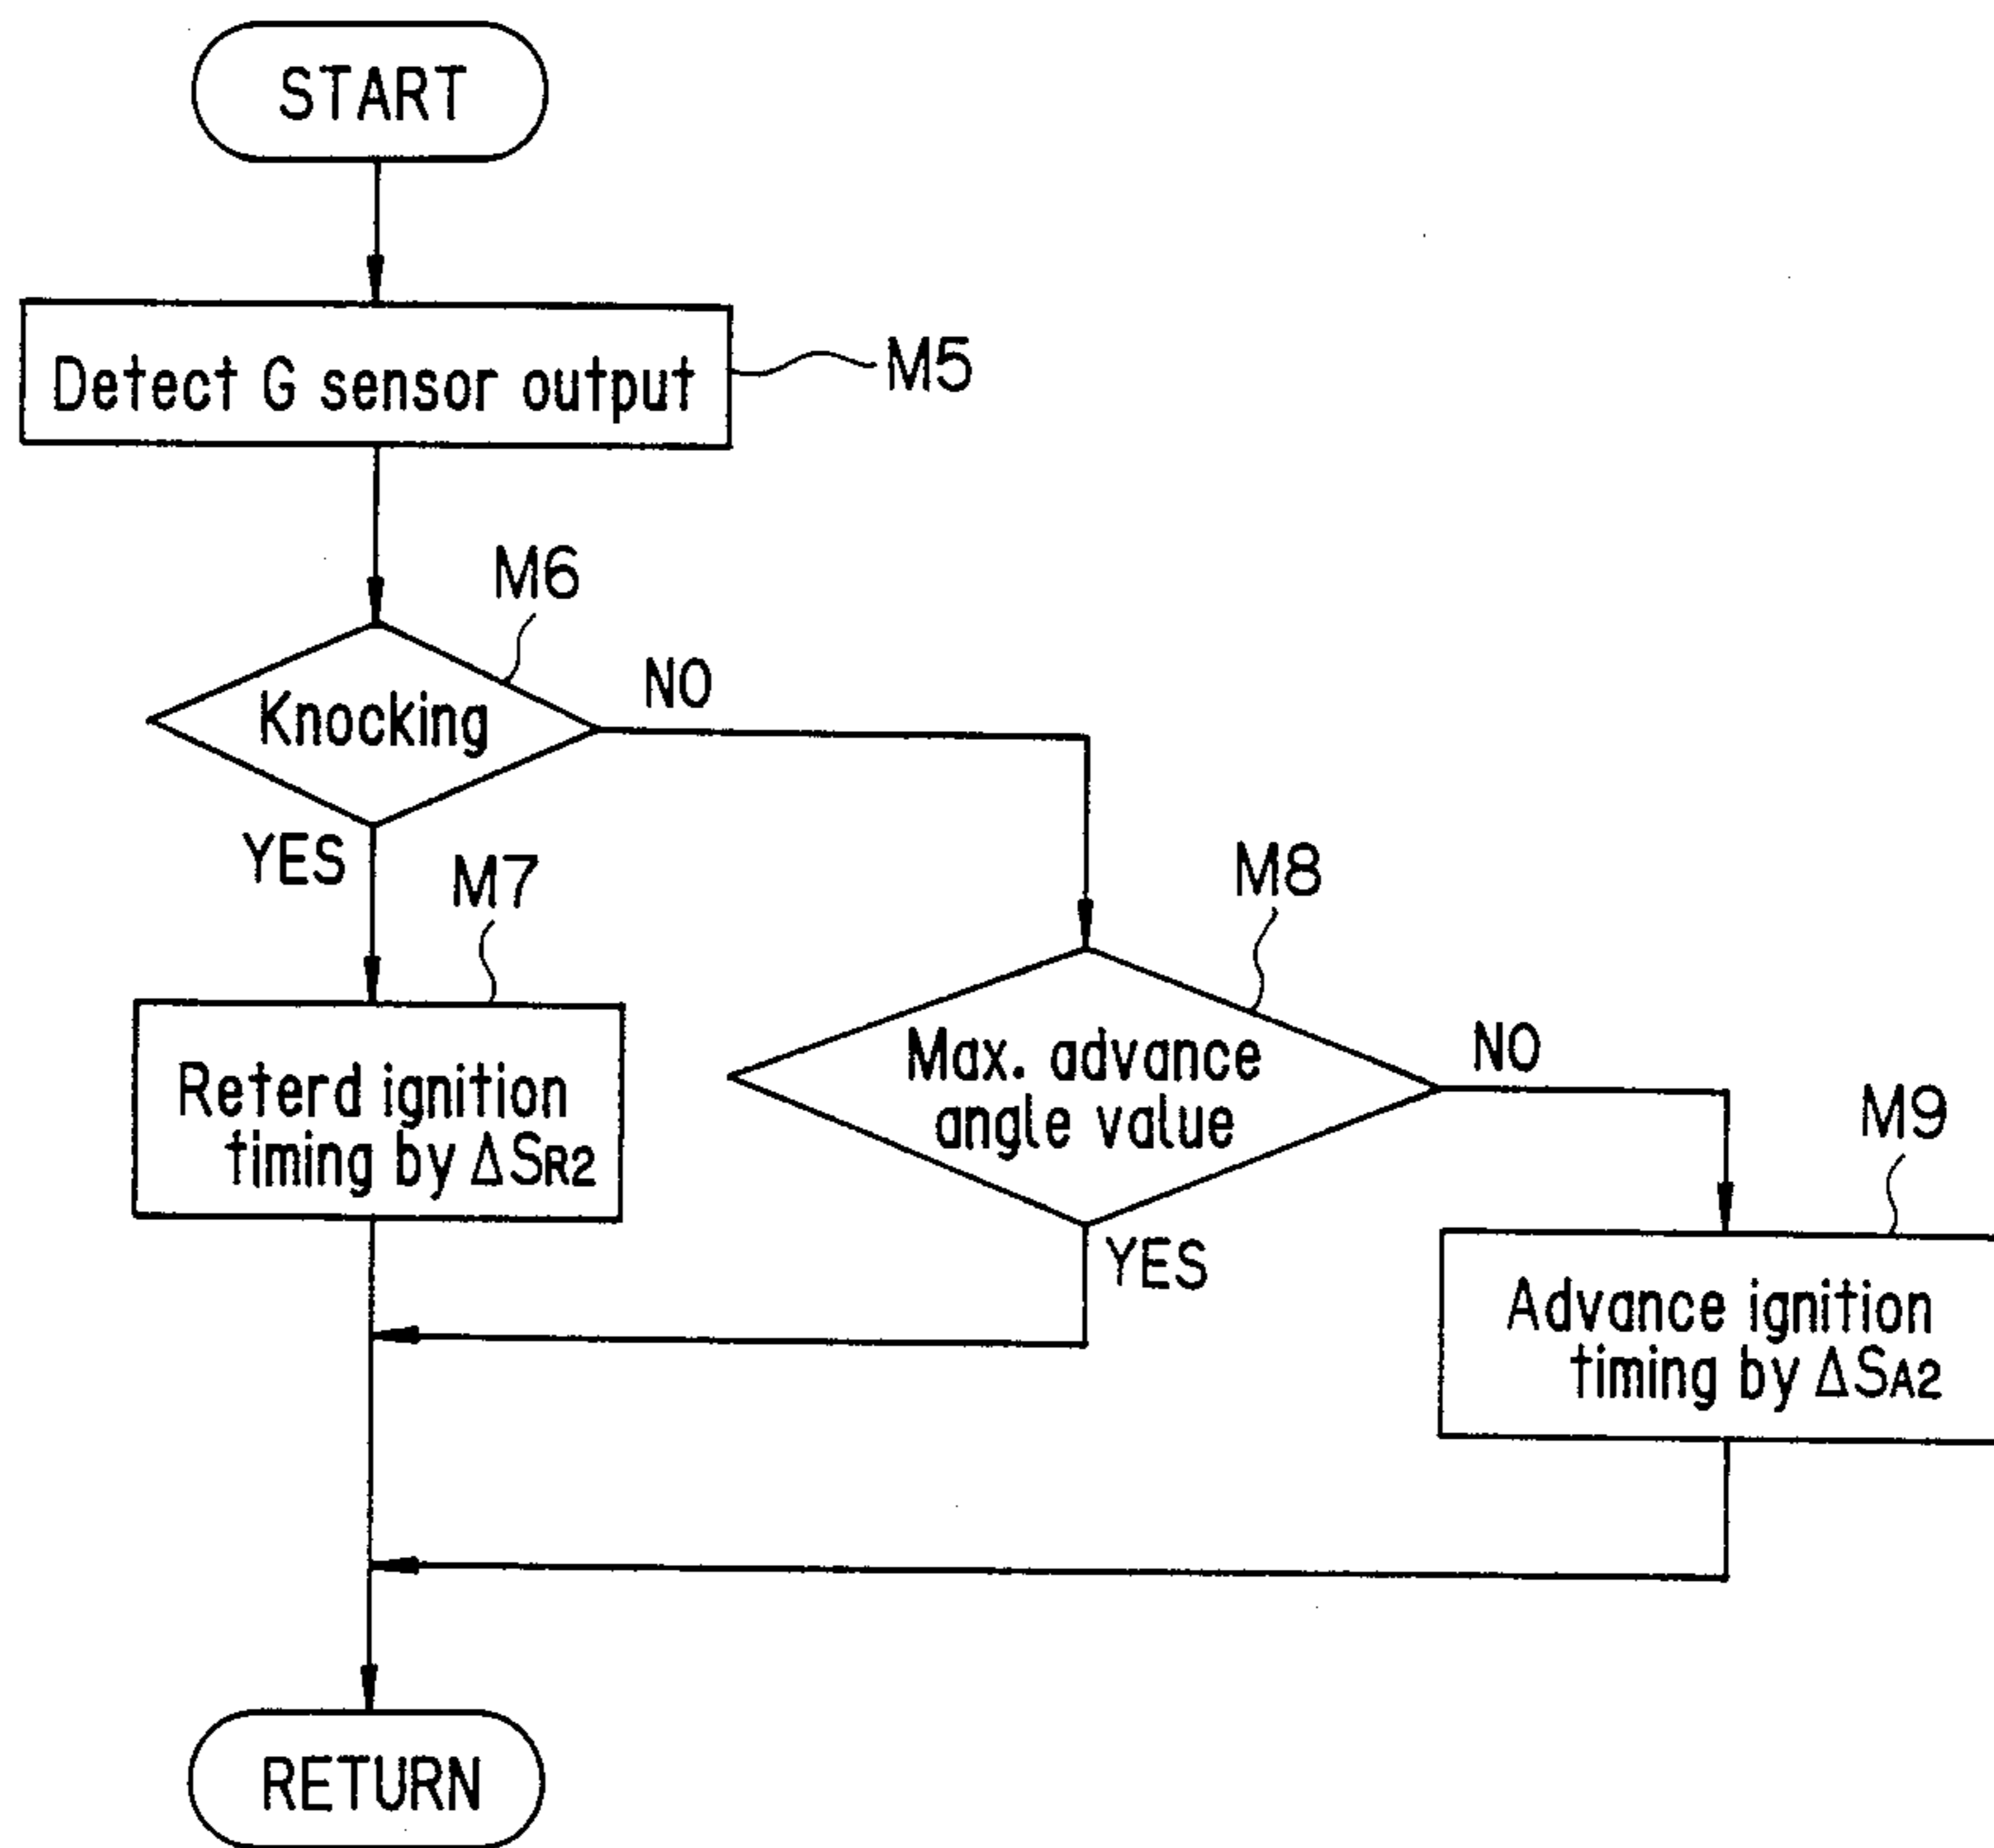 START
Detect G sensor output
M5
M6
Knocking
NO
YES
M7
M8
Reterd ignition
timing by ΔSR2
Max. advance
angle value
NO
M9
YES
Advance ignition
timing by ΔSA2
RETURN